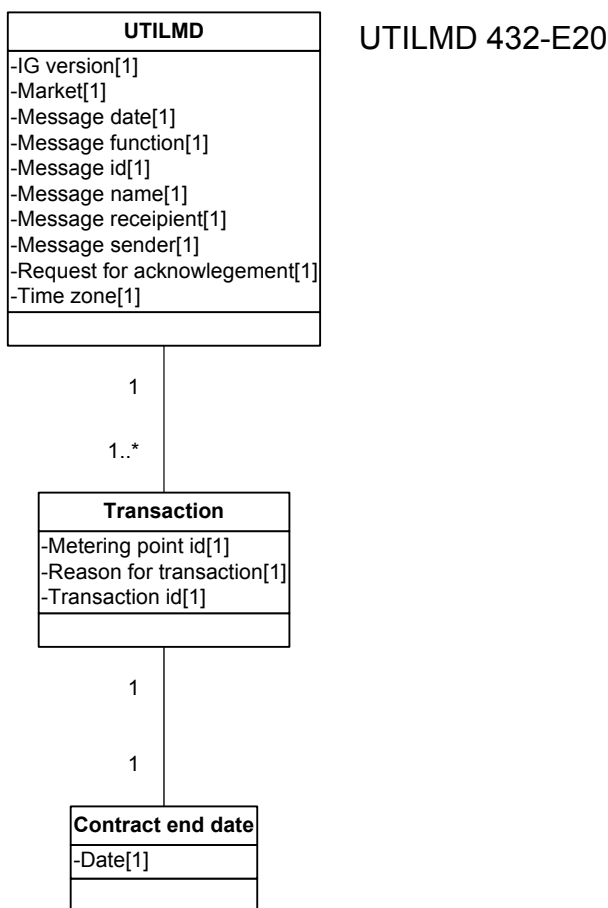 UTILMD
UTILMD 432-E20
-IG version[1]
-Market[1]
-Message date[1]
-Message function[1]
-Message id[1]
-Message name[1]
-Message receipient[1]
-Message sender[1]
-Request for acknowlegement[1]
-Time zone[1]
1
1..*
Transaction
-Metering point id[1]
-Reason for transaction[1]
-Transaction id[1]
1
1
Contract end date
-Date[1]